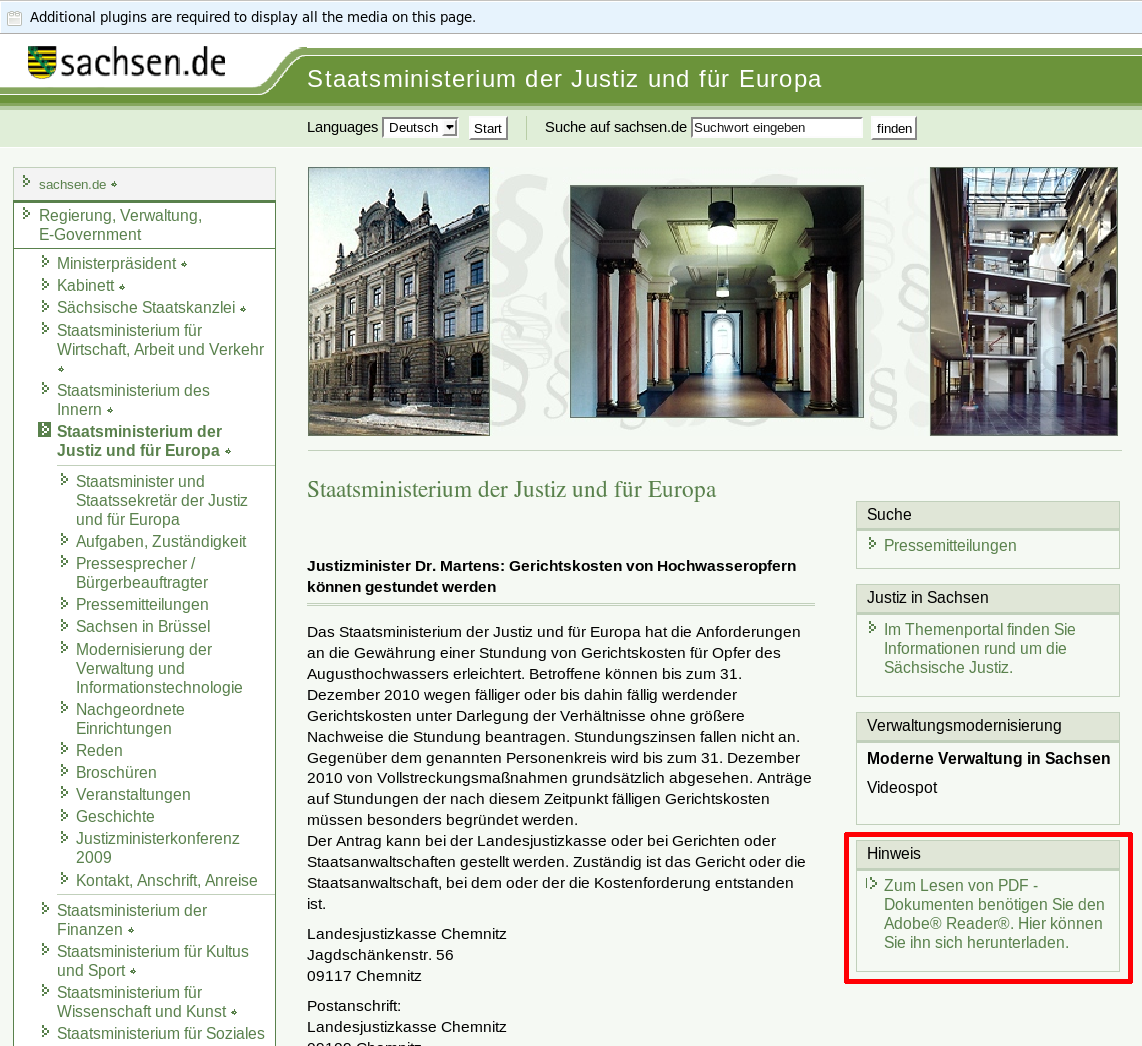 Additional plugins are required to display all the media on this page.
sachsen.de
Staatsministerium der Justiz und für Europa
Languages Deutsch Start Suche auf sachsen.de Suchwort eingeben finden
sachsen.de
Regierung, Verwaltung,
E-Government
Ministerpräsident
Kabinett
Sächsische Staatskanzlei
Staatsministerium für
Wirtschaft, Arbeit und Verkehr
Staatsministerium des
Innern
Staatsministerium der
Justiz und für Europa
Staatsminister und
Staatssekretär der Justiz
und für Europa
Aufgaben, Zuständigkeit
Pressesprecher /
Bürgerbeauftragter
Pressemitteilungen
Sachsen in Brüssel
Modernisierung der
Verwaltung und
Informationstechnologie
Nachgeordnete
Einrichtungen
Reden
Broschüren
Veranstaltungen
Geschichte
Justizministerkonferenz
2009
Kontakt, Anschrift, Anreise
Staatsministerium der
Finanzen
Staatsministerium für Kultus
und Sport
Staatsministerium für
Wissenschaft und Kunst
Staatsministerium für Soziales
Staatsministerium der Justiz und für Europa
Justizminister Dr. Martens: Gerichtskosten von Hochwasseropfern
können gestundet werden
Das Staatsministerium der Justiz und für Europa hat die Anforderungen
an die Gewährung einer Stundung von Gerichtskosten für Opfer des
Augusthochwassers erleichtert. Betroffene können bis zum 31.
Dezember 2010 wegen fälliger oder bis dahin fällig werdender
Gerichtskosten unter Darlegung der Verhältnisse ohne größere
Nachweise die Stundung beantragen. Stundungszinsen fallen nicht an.
Gegenüber dem genannten Personenkreis wird bis zum 31. Dezember
2010 von Vollstreckungsmaßnahmen grundsätzlich abgesehen. Anträge
auf Stundungen der nach diesem Zeitpunkt fälligen Gerichtskosten
müssen besonders begründet werden.
Der Antrag kann bei der Landesjustizkasse oder bei Gerichten oder
Staatsanwaltschaften gestellt werden. Zuständig ist das Gericht oder die
Staatsanwaltschaft, bei dem oder der die Kostenforderung entstanden
ist.
Landesjustizkasse Chemnitz
Jagdschänkenstr. 56
09117 Chemnitz
Postanschrift:
Landesjustizkasse Chemnitz
Suche
Pressemitteilungen
Justiz in Sachsen
Im Themenportal finden Sie
Informationen rund um die
Sächsische Justiz.
Verwaltungsmodernisierung
Moderne Verwaltung in Sachsen
Videospot
Hinweis
Zum Lesen von PDF -
Dokumenten benötigen Sie den
Adobe® Reader®. Hier können
Sie ihn sich herunterladen.